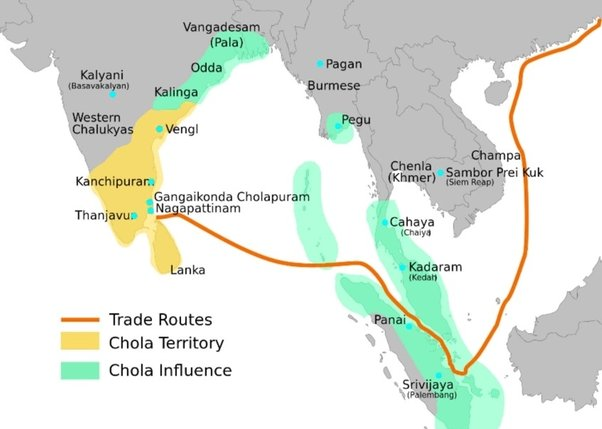 Vangadesam
(Pala)
Odda
Kalinga
Kalyani
(Basavakalyan)
Western
Chalukyas
Vengl
Kanchipuram
Gangaikonda Cholapuram
Nagapattinam
Thanjavu
Lanka
Pagan
Burmese
Pegu
Champa
Chenla
(Khmer)
Sambor Prei Kuk
(Siem Reap)
Cahaya
(Chaiya)
Kadaram
(Kedah)
Panai
Srivijaya
(Palembang)
Trade Routes
Chola Territory
Chola Influence